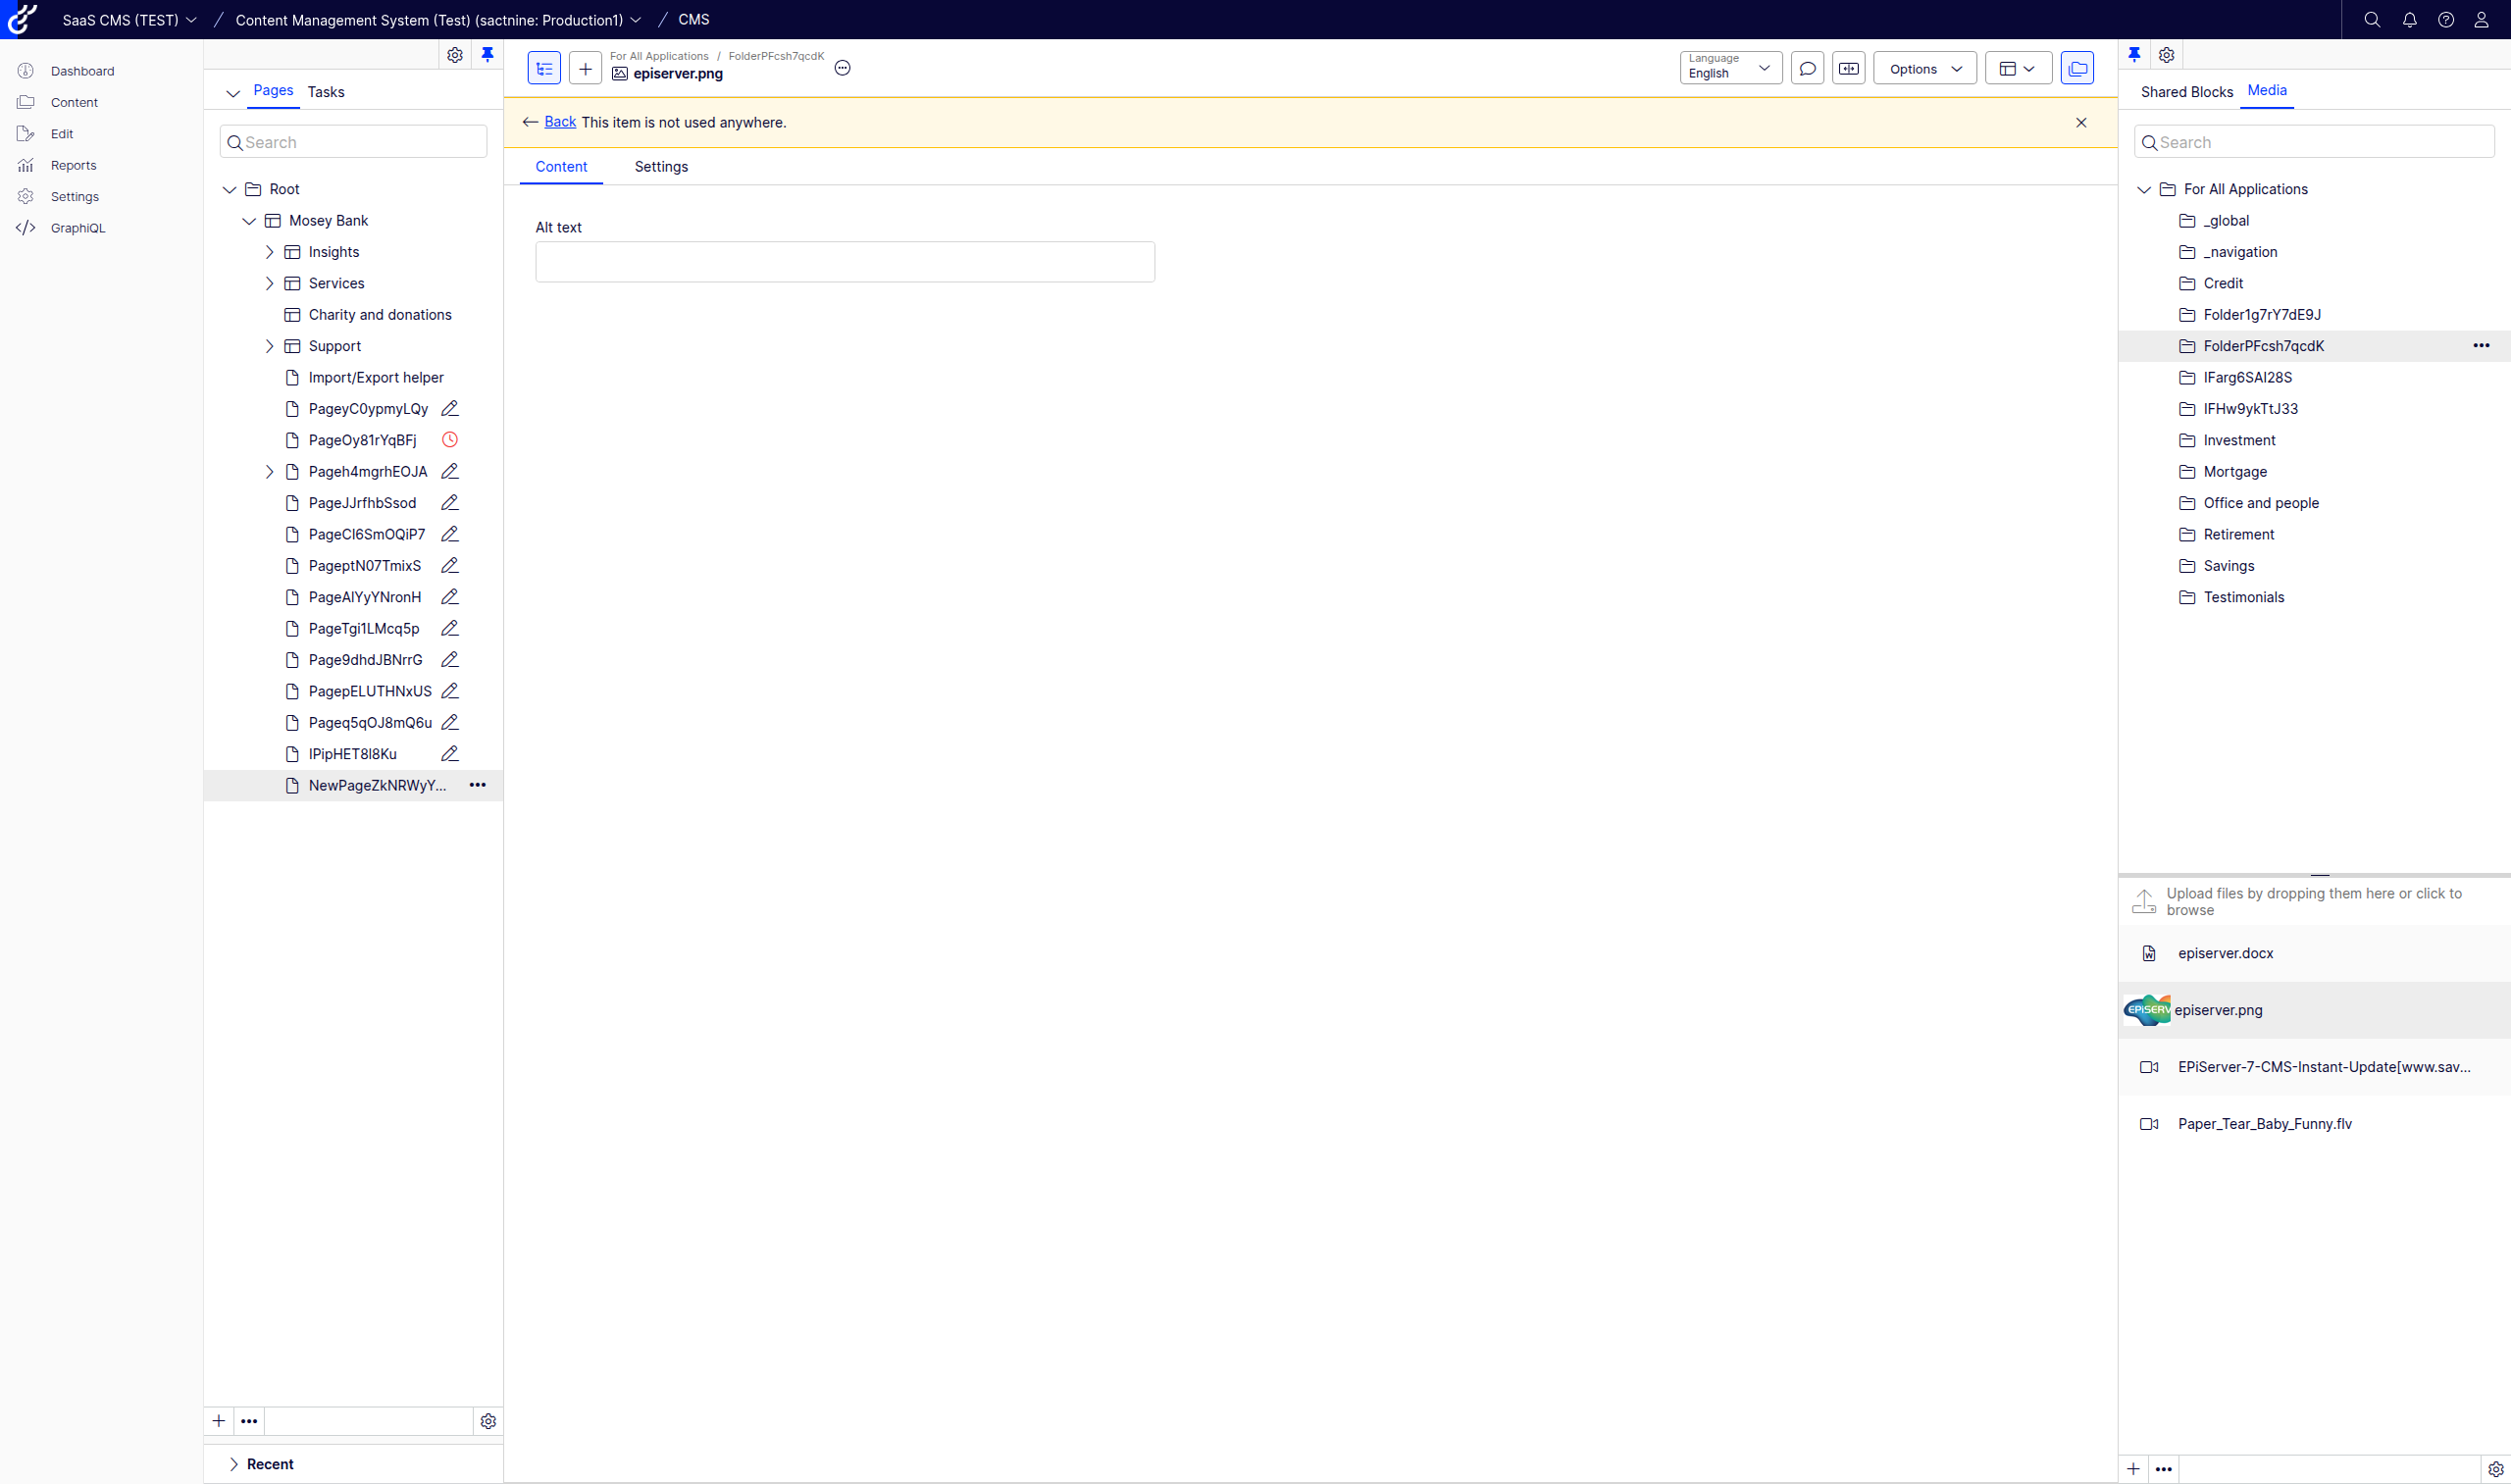 SaaS CMS (TEST) / Content Management System (Test) (sactnine: Production1) / CMS
Dashboard
Content
Edit
Reports
Settings
GraphiQL
Pages Tasks
Search
Root
Mosey Bank
Insights
Services
Charity and donations
Support
Import/Export helper
PageyC0ypmyLQy
PageOy81rYqBFj
Pageh4mgrhEOJA
PageJJrfhbSsod
PageCl6SmOQiP7
PageptN07TmixS
PageAlYyYNronH
PageTgi1LMcq5p
Page9dhdJBNrrG
PagepELUTHNxUS
Pageq5qOJ8mQ6u
IPipHET8I8Ku
NewPageZkNRWyY...
Recent
For All Applications / FolderPFcsh7qcdK
episerver.png
Language
English
Options
Back This item is not used anywhere.
Content Settings
Alt text
Shared Blocks Media
Search
For All Applications
_global
_navigation
Credit
Folder1g7rY7dE9J
FolderPFcsh7qcdK
IFarg6SAI28S
IFHw9ykTtJ33
Investment
Mortgage
Office and people
Retirement
Savings
Testimonials
Upload files by dropping them here or click to
browse
episerver.docx
EPiSERV episerver.png
EPiServer-7-CMS-Instant-Update[www.sav...
Paper_Tear_Baby_Funny.flv